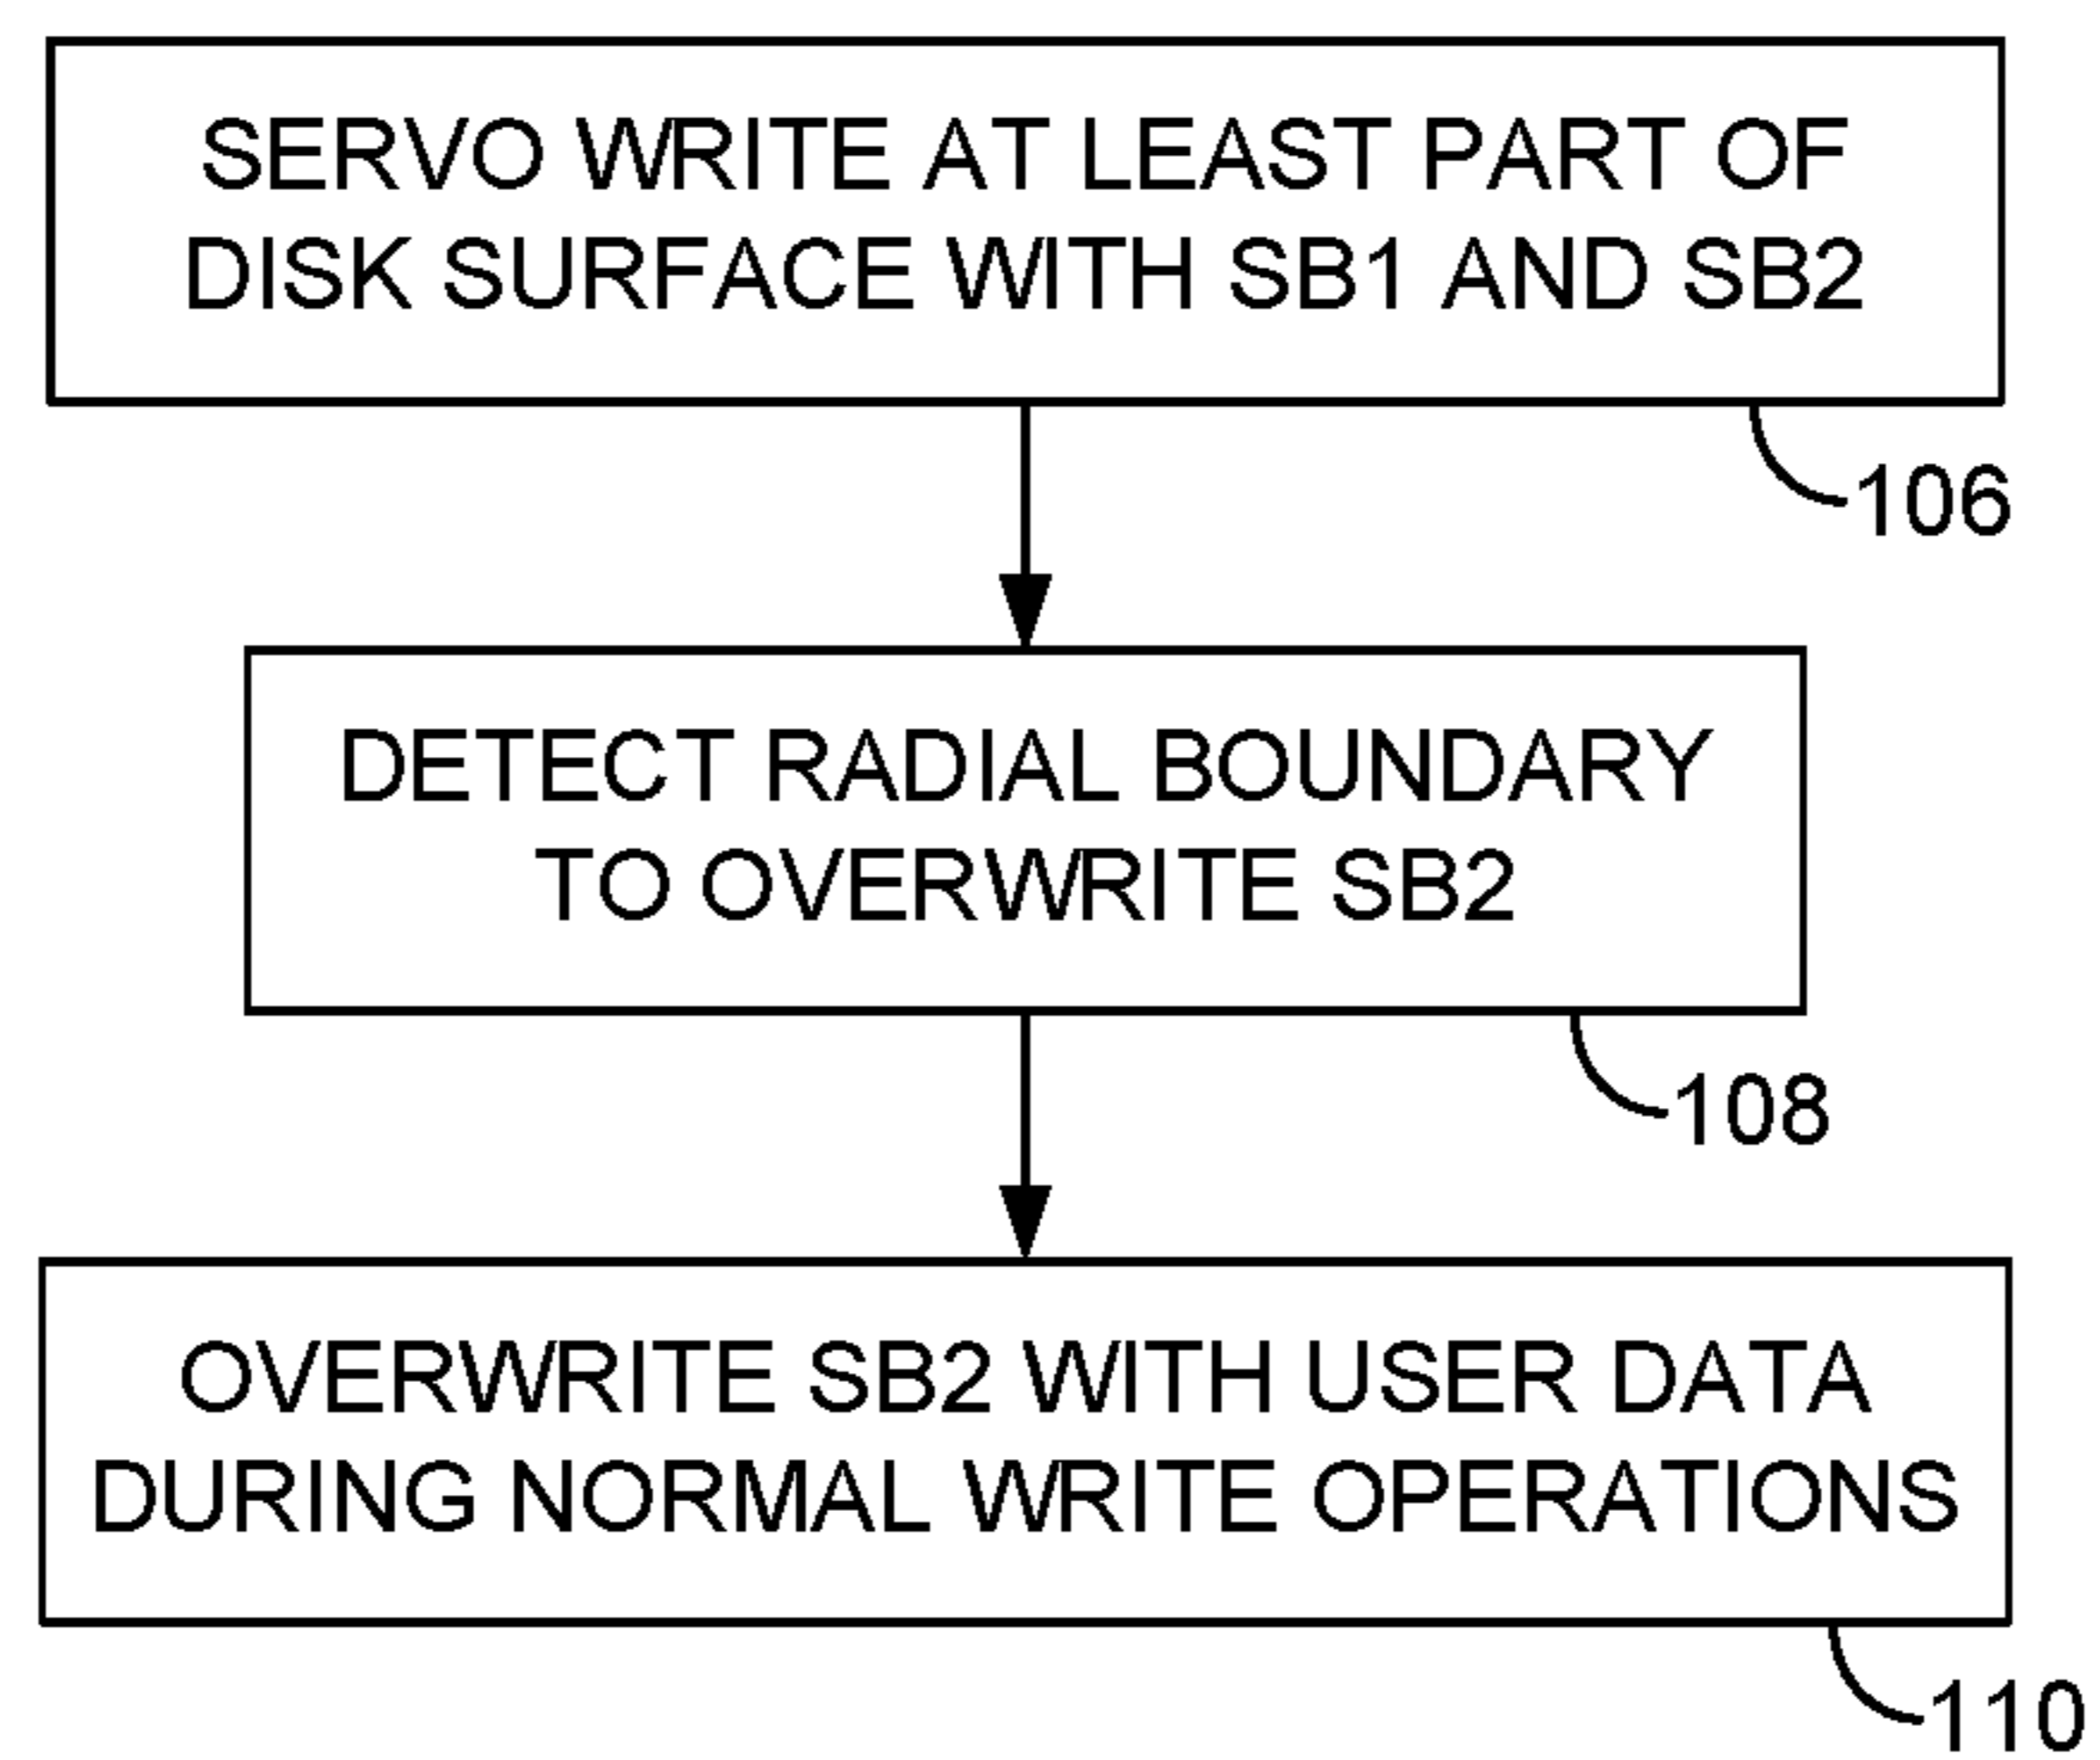 SERVO WRITE AT LEAST PART OF
DISK SURFACE WITH SB1 AND SB2
106
DETECT RADIAL BOUNDARY
TO OVERWRITE SB2
108
OVERWRITE SB2 WITH USER DATA
DURING NORMAL WRITE OPERATIONS
110